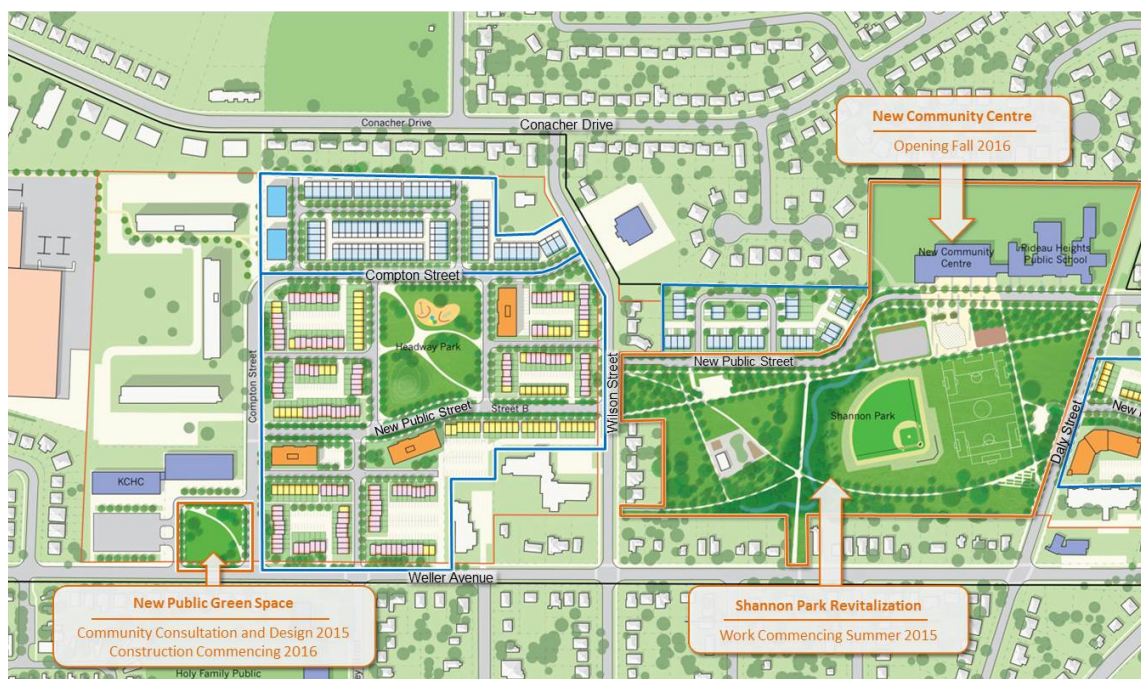 Conacher Drive
Conacher Drive
New Community Centre
Opening Fall 2016
New Community
Centre
Rideau Heights
Public School
Compton Street
Headway Park
Compton Street
New Public Street
Street B
Wilson Street
New Public Street
Shannon Park
Daly Street
KCHC
Weller Avenue
New Public Green Space
Community Consultation and Design 2015
Construction Commencing 2016
Shannon Park Revitalization
Work Commencing Summer 2015
Holy Family Public